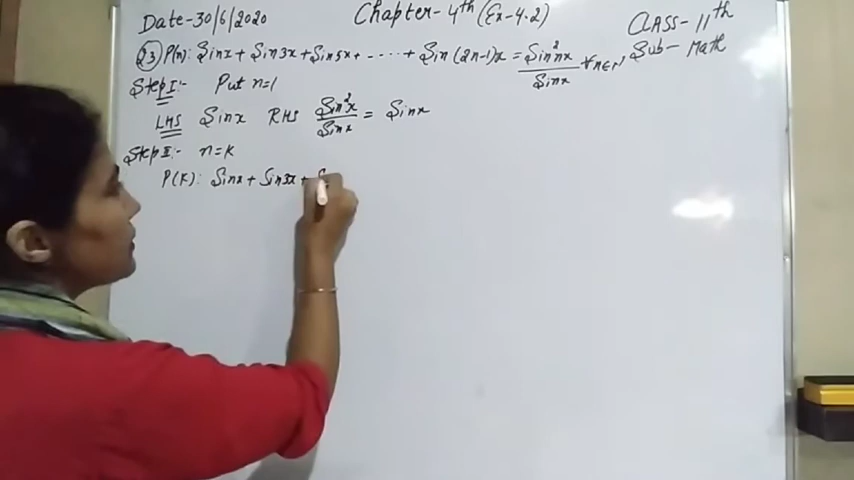 Date-30/6/2020
Chapter-4th (Ex-4.2)
CLASS-11th
Sub- Math
Q3 P(n): Sinx + Sin3x + Sin5x + ..... + Sin(2n-1)x = Sin²nx / Sinx ∀ n∈N
Step I:- Put n=1
LHS Sinx RHS Sin²x / Sinx = Sinx
Step II:- n=k
P(k): Sinx + Sin3x + S